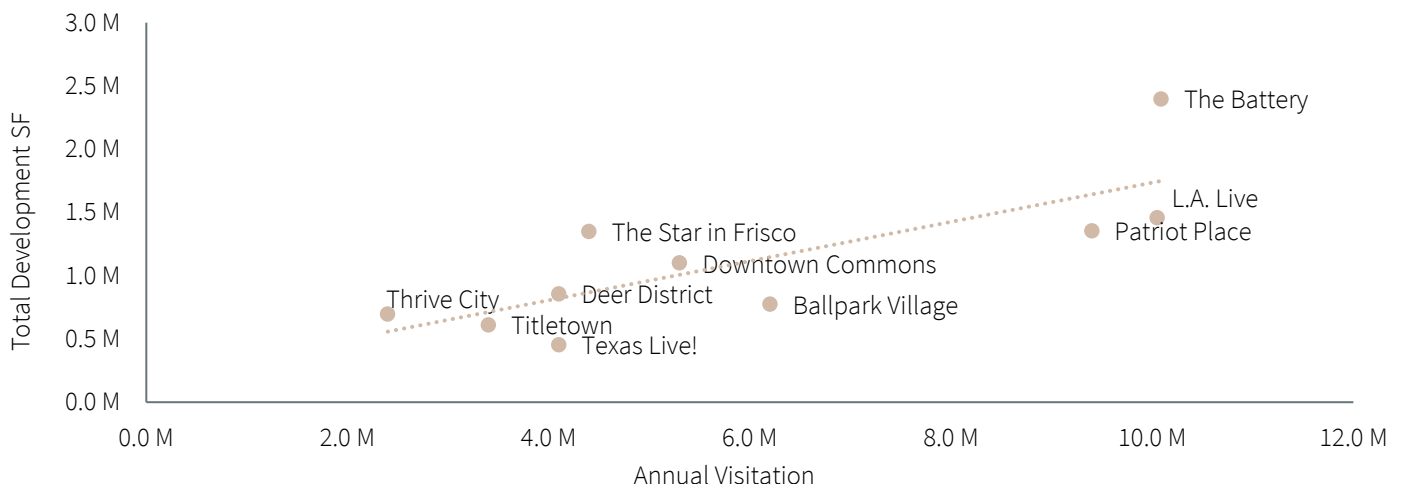 3.0 M
2.5 M
The Battery
2.0 M
Total Development SF
1.5 M
L.A. Live
The Star in Frisco
Patriot Place
Downtown Commons
1.0 M
Thrive City
Deer District
Ballpark Village
Titletown
0.5 M
Texas Live!
0.0 M
0.0 M 2.0 M 4.0 M 6.0 M 8.0 M 10.0 M 12.0 M
Annual Visitation